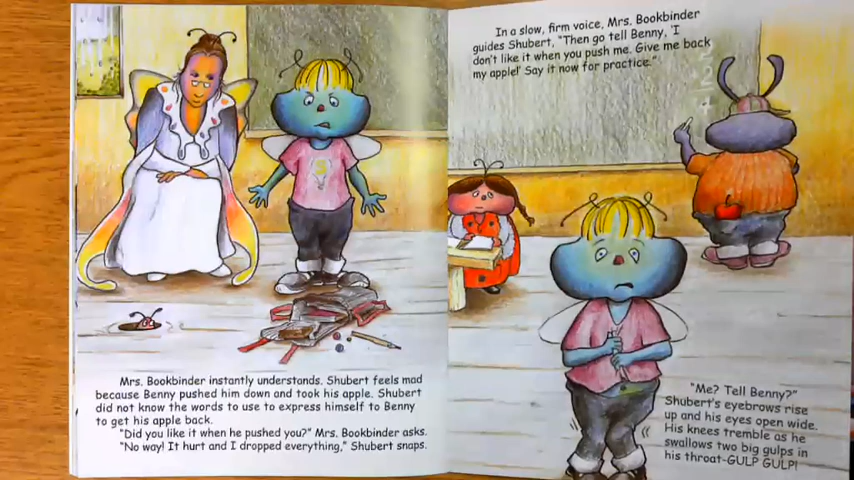 Mrs. Bookbinder instantly understands. Shubert feels mad
because Benny pushed him down and took his apple. Shubert
did not know the words to use to express himself to Benny
to get his apple back.
"Did you like it when he pushed you?" Mrs. Bookbinder asks.
"No way! It hurt and I dropped everything," Shubert snaps.
In a slow, firm voice, Mrs. Bookbinder
guides Shubert, "Then go tell Benny, 'I
don't like it when you push me. Give me back
my apple!' Say it now for practice."
"Me? Tell Benny?"
Shubert's eyebrows rise
up and his eyes open wide.
His knees tremble as he
swallows two big gulps in
his throat-GULP GULP!